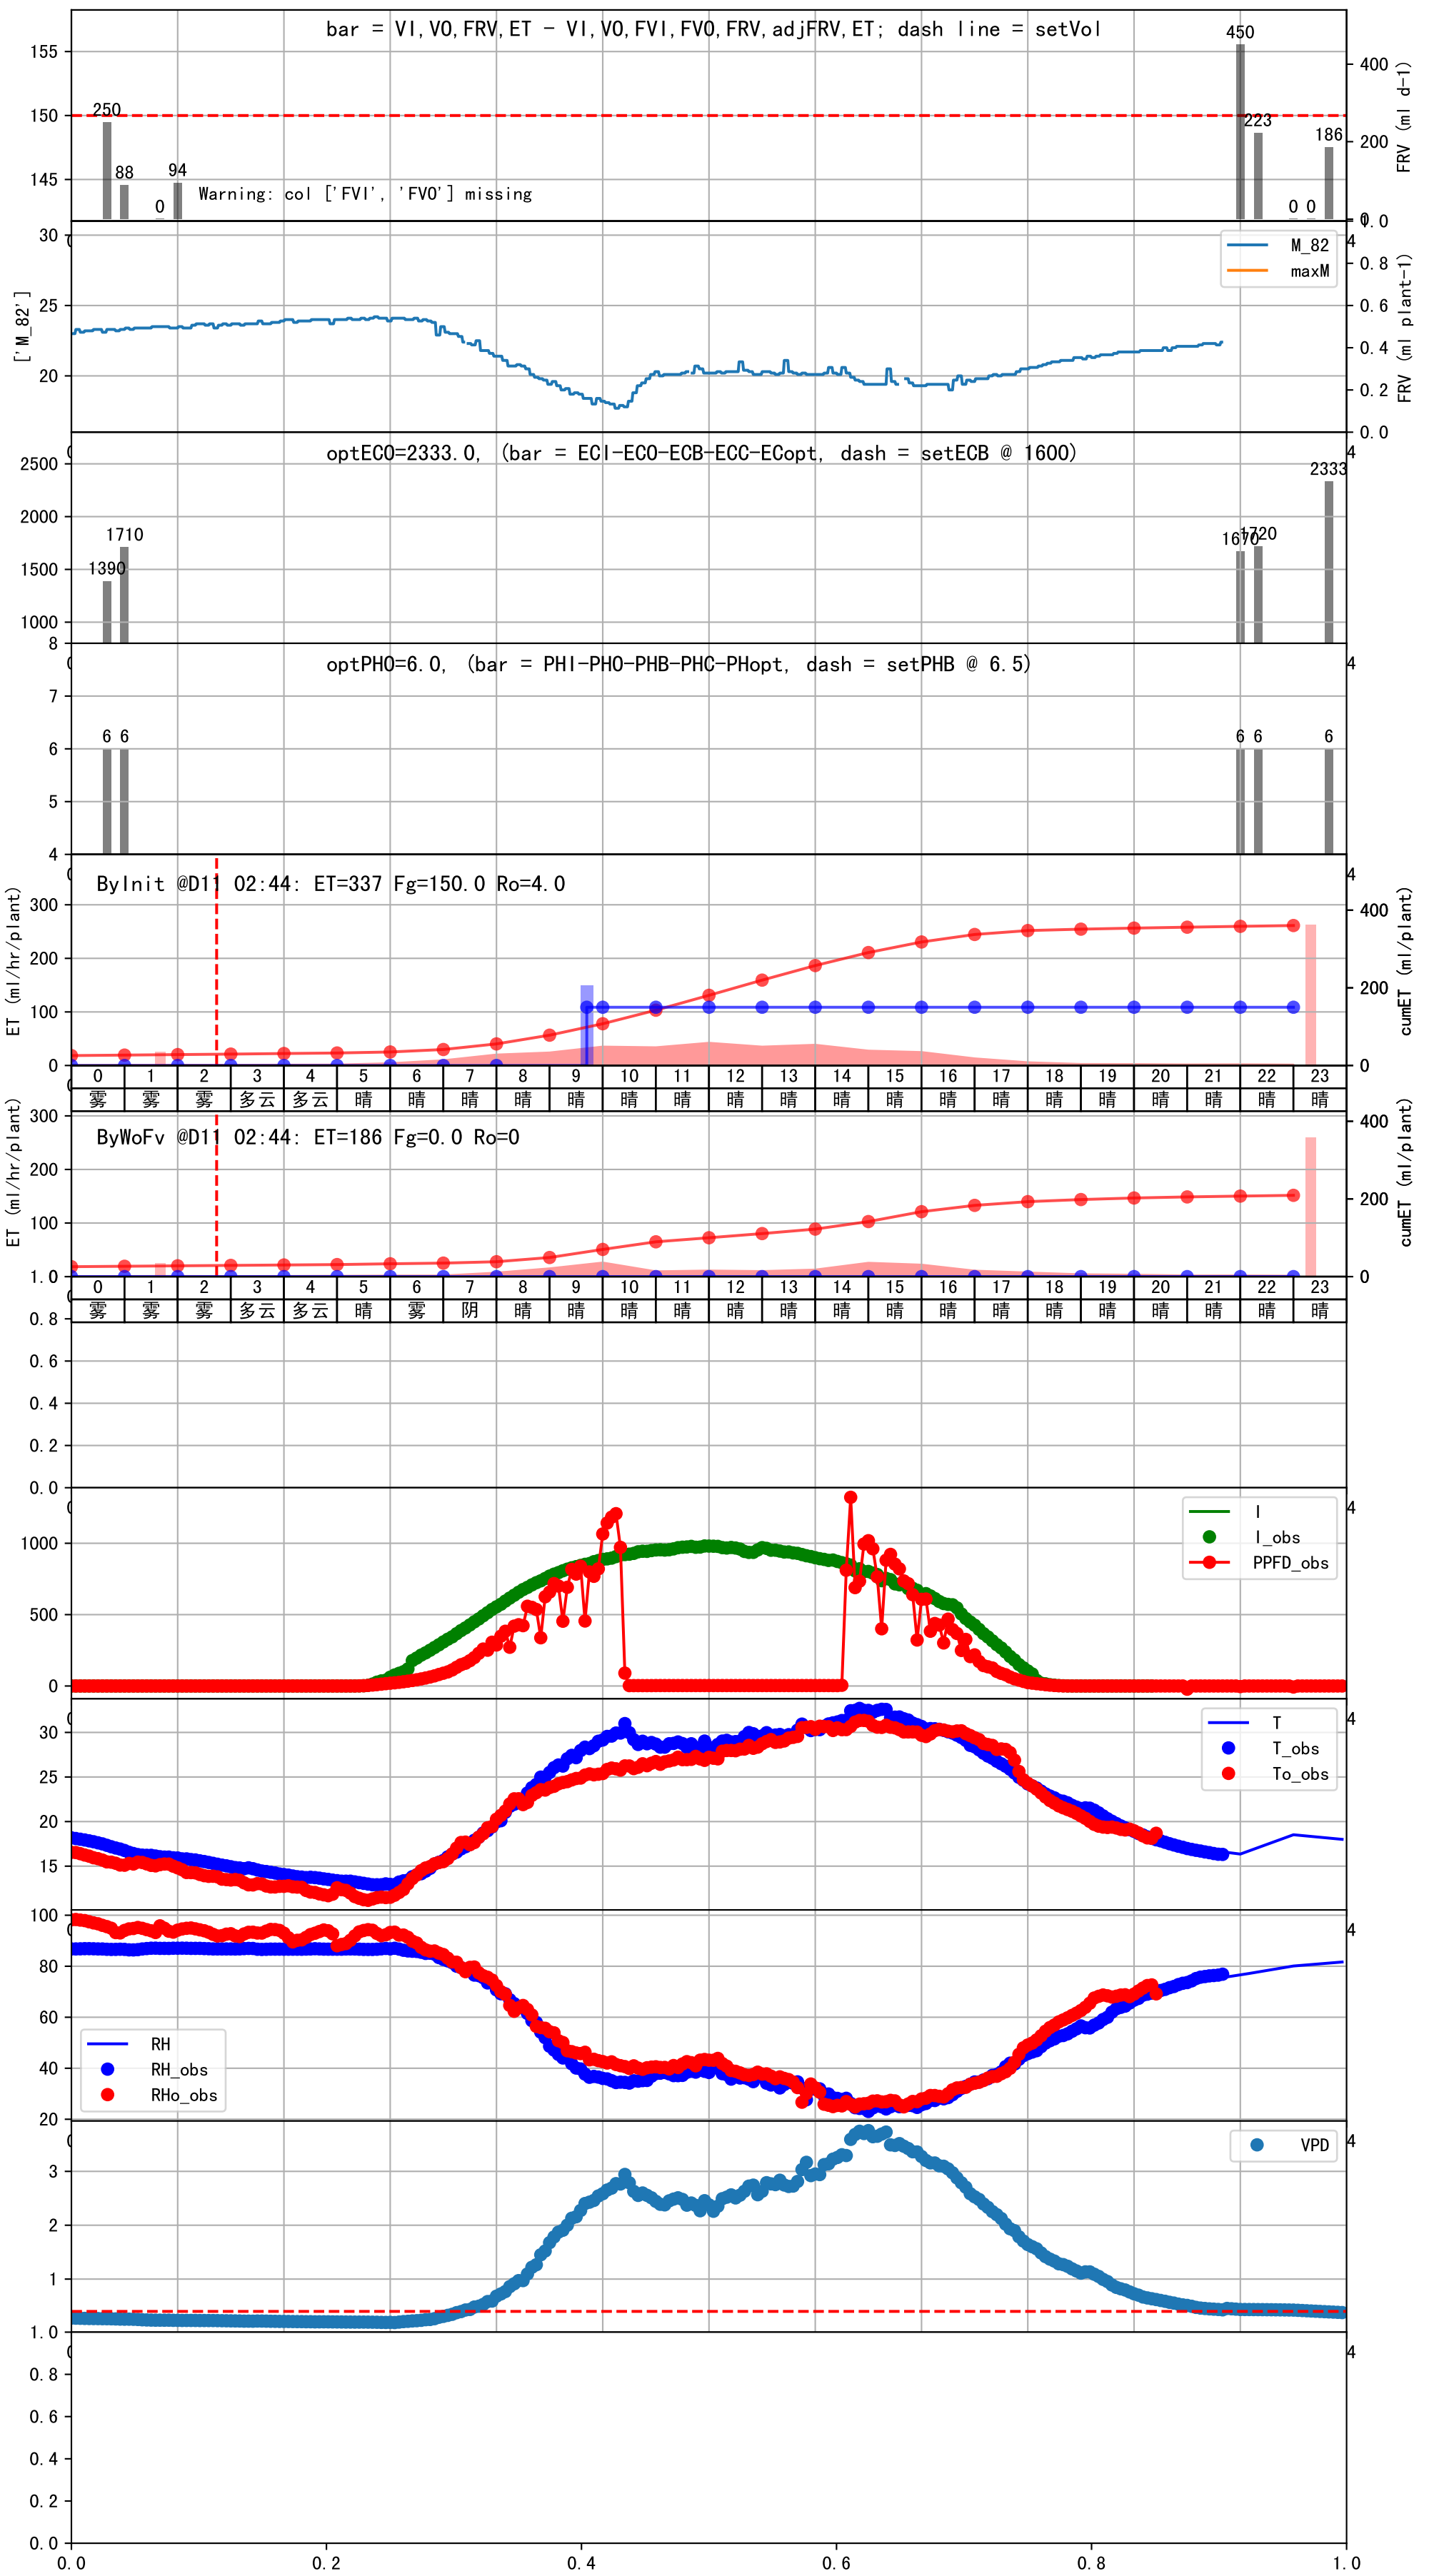 bar = VI,VO,FRV,ET - VI,VO,FVI,FVO,FRV,adjFRV,ET; dash line = setVol
155
150
145
250
88
0
94
Warning: col ['FVI', 'FVO'] missing
450
223
0 0
186
400
200
0
FRV (ml d-1)
1.0
30
25
20
['M_82']
M_82
maxM
4
0.8
0.6
0.4
0.2
0.0
FRV (ml plant-1)
optECO=2333.0, (bar = ECI-ECO-ECB-ECC-ECopt, dash = setECB @ 1600)
4
2500
2000
1500
1000
1390
1710
1670
1720
2333
optPHO=6.0, (bar = PHI-PHO-PHB-PHC-PHopt, dash = setPHB @ 6.5)
4
8
7
6
5
4
6 6
6 6
6
ByInit @D11 02:44: ET=337 Fg=150.0 Ro=4.0
4
300
200
100
0
ET (ml/hr/plant)
400
200
0
cumET (ml/plant)
0 1 2 3 4 5 6 7 8 9 10 11 12 13 14 15 16 17 18 19 20 21 22 23
雾 雾 雾 多云 多云 晴 晴 晴 晴 晴 晴 晴 晴 晴 晴 晴 晴 晴 晴 晴 晴 晴 晴 晴
ByWoFv @D11 02:44: ET=186 Fg=0.0 Ro=0
300
200
100
ET (ml/hr/plant)
400
200
0
cumET (ml/plant)
0 1 2 3 4 5 6 7 8 9 10 11 12 13 14 15 16 17 18 19 20 21 22 23
雾 雾 雾 多云 多云 晴 雾 阴 晴 晴 晴 晴 晴 晴 晴 晴 晴 晴 晴 晴 晴 晴 晴 晴
1.0
0.8
0.6
0.4
0.2
0.0
4
1000
500
0
I
I_obs
PPFD_obs
4
30
25
20
15
T
T_obs
To_obs
4
100
80
60
40
20
RH
RH_obs
RHo_obs
4
3
2
1
VPD
4
1.0
0.8
0.6
0.4
0.2
0.0
0.0 0.2 0.4 0.6 0.8 1.0